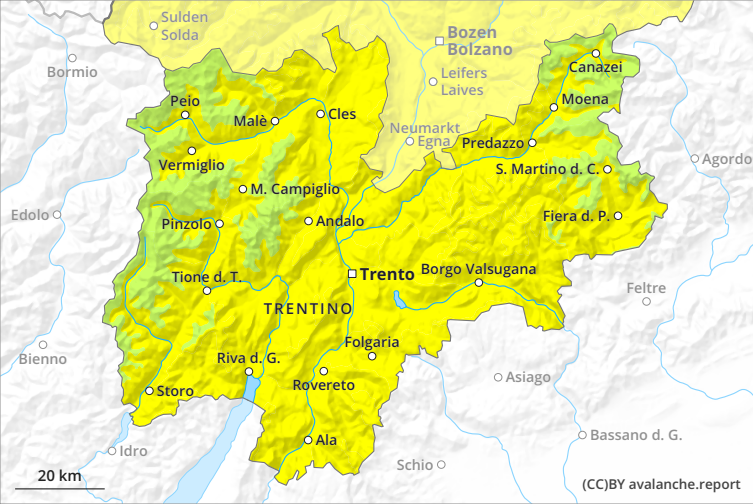 Sulden
Solda
Bozen
Bolzano
Bormio
Canazei
Leifers
Laives
Peio
Moena
Malè
Cles
Neumarkt
Egna
Predazzo
Agordo
Vermiglio
S. Martino d. C.
M. Campiglio
Edolo
Pinzolo
Andalo
Fiera d. P.
Trento
Borgo Valsugana
Tione d. T.
Feltre
TRENTINO
Folgaria
Bienno
Riva d. G.
Rovereto
Asiago
Storo
Ala
Bassano d. G.
Idro
Schio
20 km
(CC)BY avalanche.report